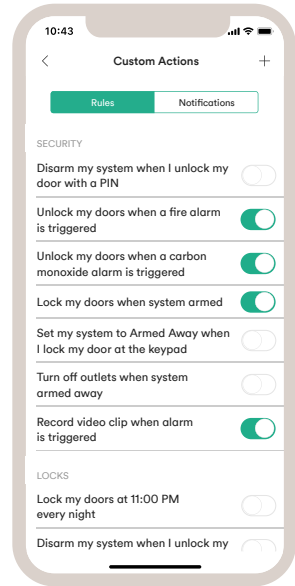 10:43
Custom Actions
Rules
Notifications
SECURITY
Disarm my system when I unlock my
door with a PIN
Unlock my doors when a fire alarm
is triggered
Unlock my doors when a carbon
monoxide alarm is triggered
Lock my doors when system armed
Set my system to Armed Away when
I lock my door at the keypad
Turn off outlets when system
armed away
Record video clip when alarm
is triggered
LOCKS
Lock my doors at 11:00 PM
every night
Disarm my system when I unlock my